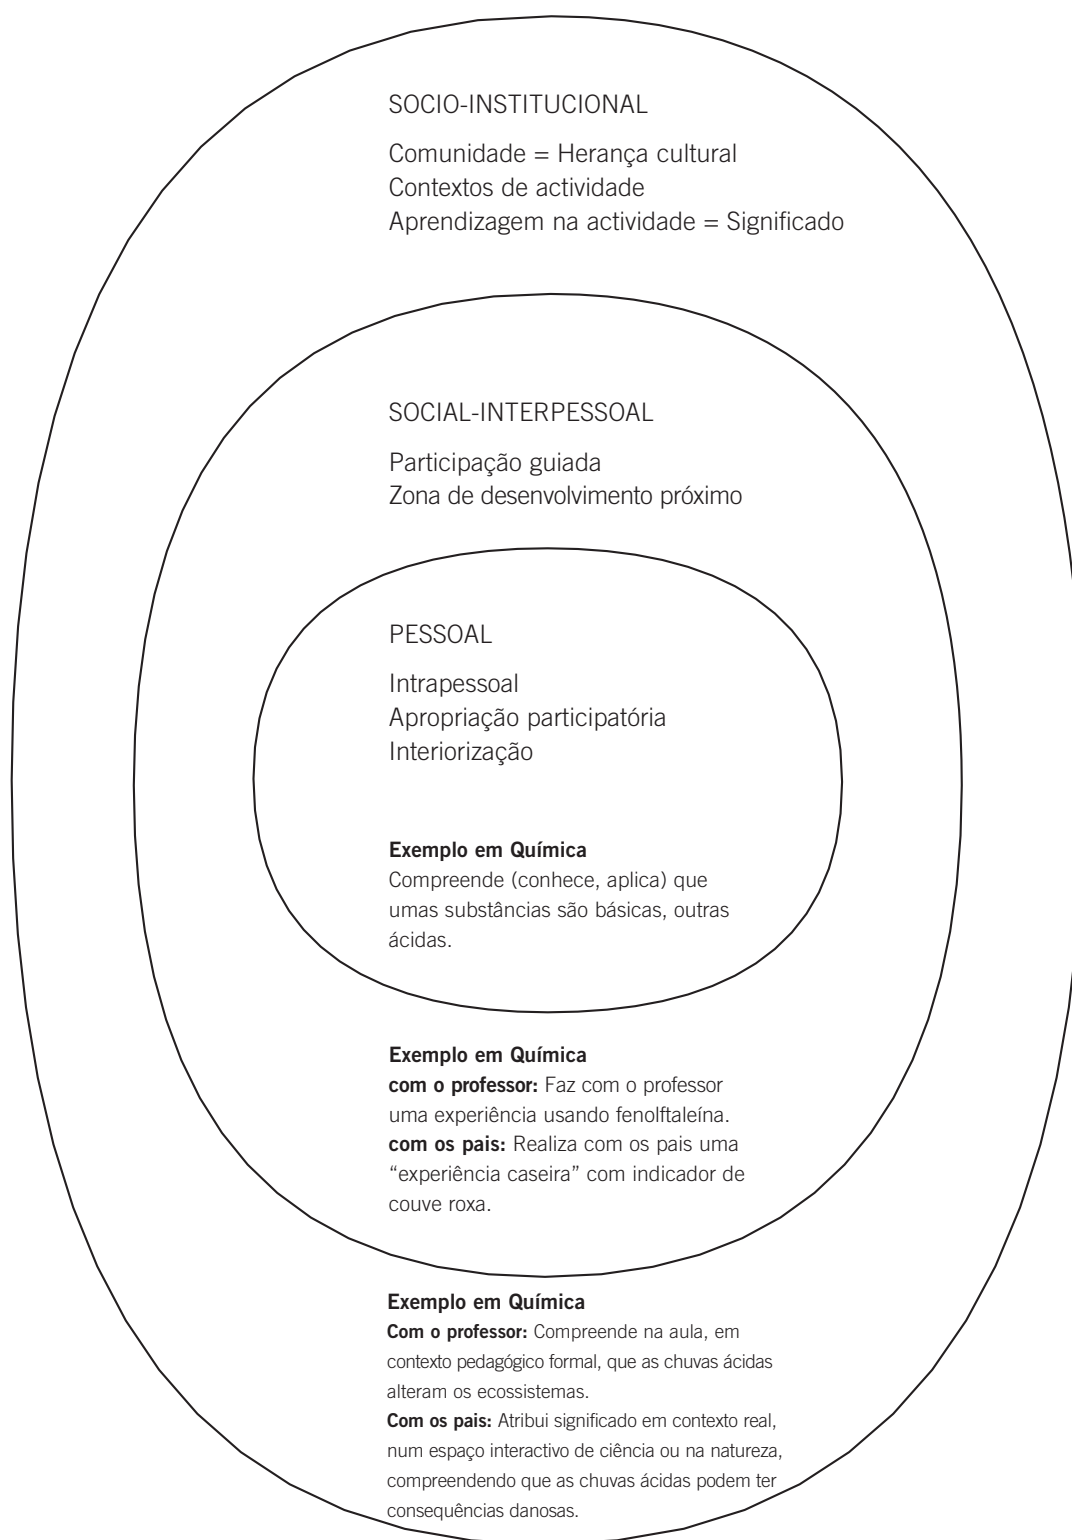 SOCIO-INSTITUCIONAL
Comunidade = Herança cultural
Contextos de actividade
Aprendizagem na actividade = Significado
SOCIAL-INTERPESSOAL
Participação guiada
Zona de desenvolvimento próximo
PESSOAL
Intrapessoal
Apropriação participatória
Interiorização
Exemplo em Química
Compreende (conhece, aplica) que
umas substâncias são básicas, outras
ácidas.
Exemplo em Química
com o professor: Faz com o professor
uma experiência usando fenolftaleína.
com os pais: Realiza com os pais uma
“experiência caseira” com indicador de
couve roxa.
Exemplo em Química
Com o professor: Compreende na aula, em
contexto pedagógico formal, que as chuvas ácidas
alteram os ecossistemas.
Com os pais: Atribui significado em contexto real,
num espaço interactivo de ciência ou na natureza,
compreendendo que as chuvas ácidas podem ter
consequências danosas.